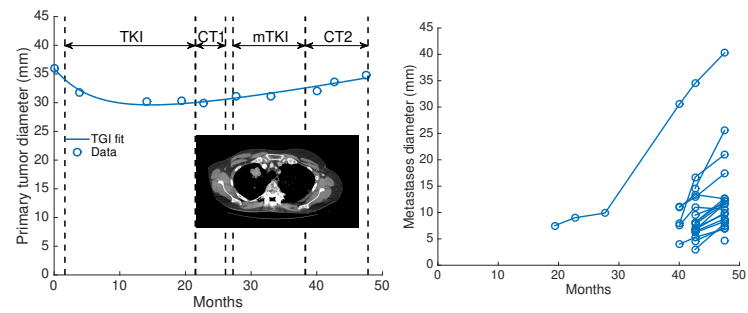 TKI CT1 mTKI CT2
45
40
35
30
25
20
15
10
5
0
Primary tumor diameter (mm)
TGI fit
Data
0 10 20 30 40 50
Months
45
40
35
30
25
20
15
10
5
0
Metastases diameter (mm)
0 10 20 30 40 50
Months